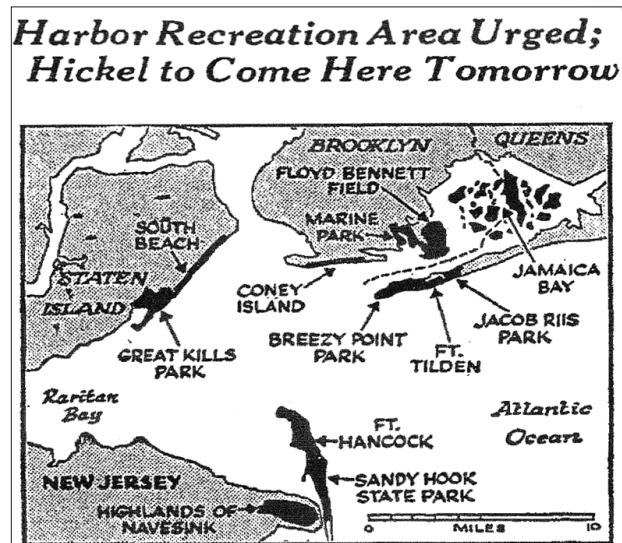 Harbor Recreation Area Urged;
Hickel to Come Here Tomorrow
BROOKLYN
QUEENS
FLOYD BENNETT
FIELD
MARINE
PARK
SOUTH
BEACH
STATEN
ISLAND
CONEY
ISLAND
JAMAICA
BAY
GREAT KILLS
PARK
BREEZY POINT
PARK
FT.
TILDEN
JACOB RIIS
PARK
Raritan
Bay
FT.
HANCOCK
Atlantic
Ocean
NEW JERSEY
SANDY HOOK
STATE PARK
HIGHLANDS OF
NAVESINK
0 10
MILES